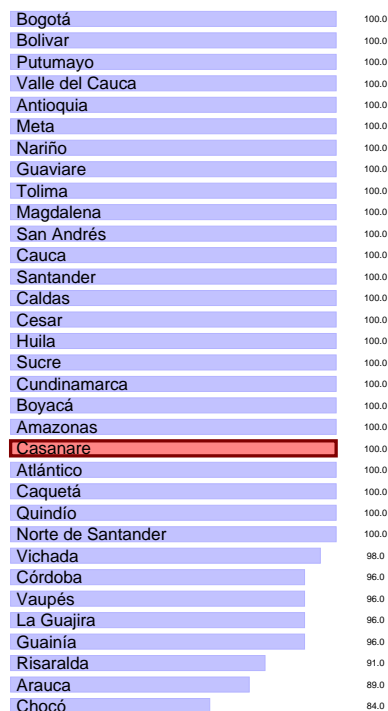 Bogotá 100.0
Bolivar 100.0
Putumayo 100.0
Valle del Cauca 100.0
Antioquia 100.0
Meta 100.0
Nariño 100.0
Guaviare 100.0
Tolima 100.0
Magdalena 100.0
San Andrés 100.0
Cauca 100.0
Santander 100.0
Caldas 100.0
Cesar 100.0
Huila 100.0
Sucre 100.0
Cundinamarca 100.0
Boyacá 100.0
Amazonas 100.0
Casanare 100.0
Atlántico 100.0
Caquetá 100.0
Quindío 100.0
Norte de Santander 100.0
Vichada 98.0
Córdoba 96.0
Vaupés 96.0
La Guajira 96.0
Guainía 96.0
Risaralda 91.0
Arauca 89.0
Chocó 84.0